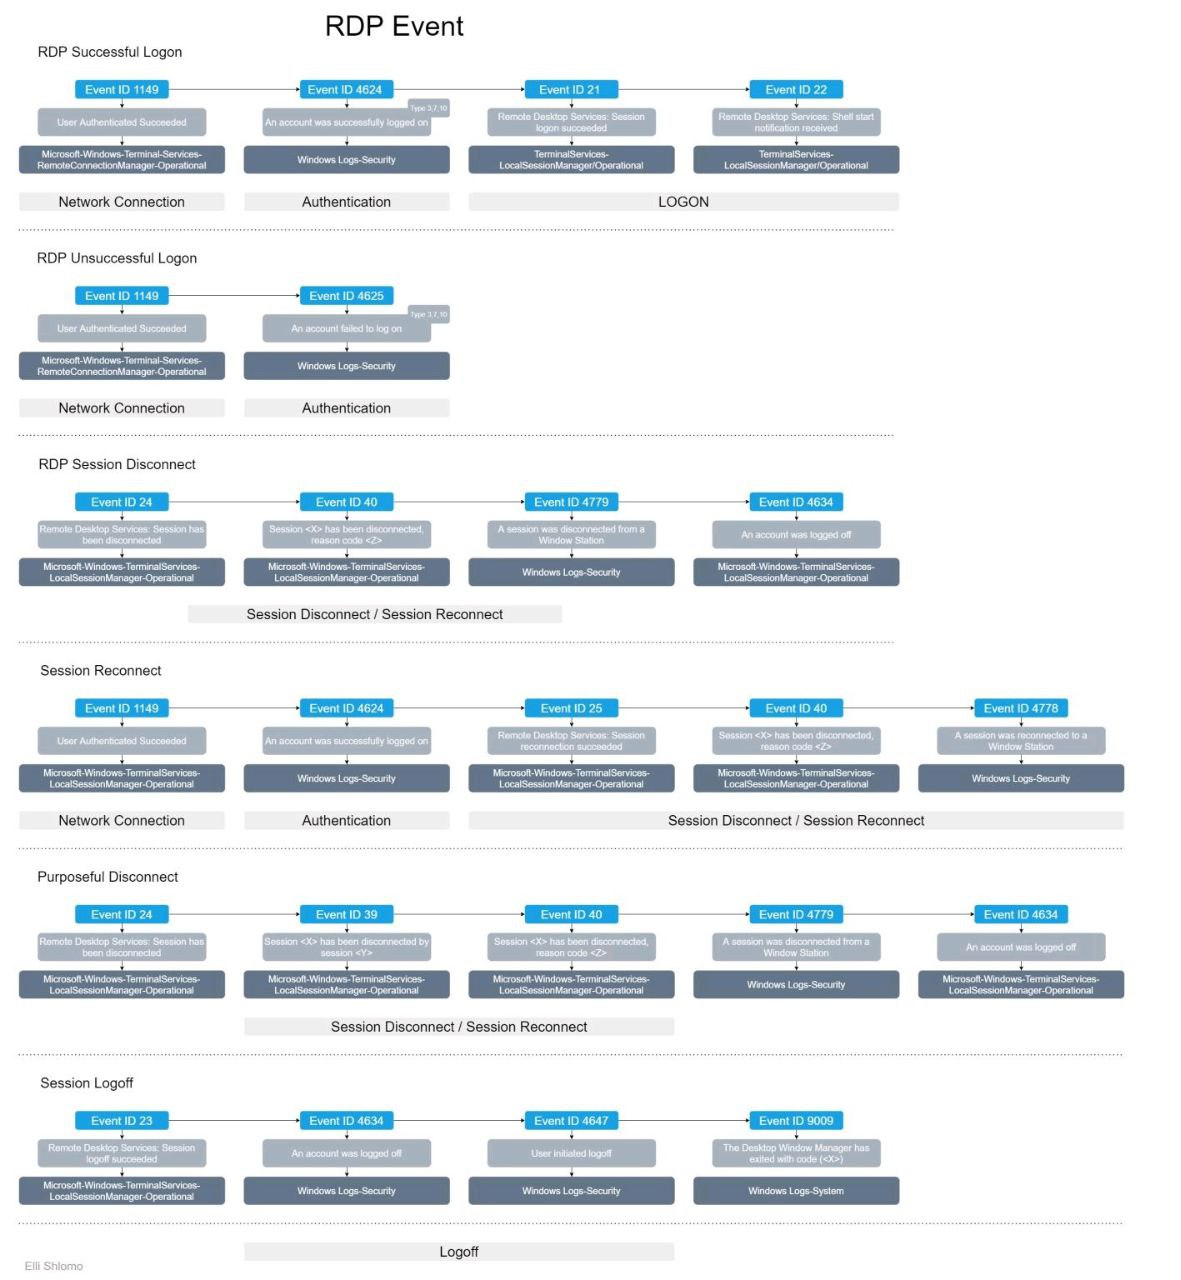 RDP Event
RDP Successful Logon
Event ID 1149
Event ID 4624
Event ID 21
Event ID 22
Type 3,7,10
User Authenticated Succeeded
An account was successfully logged on
Remote Desktop Services: Session
logon succeeded
Remote Desktop Services: Shell start
notification received
Microsoft-Windows-Terminal-Services-
RemoteConnectionManager-Operational
Windows Logs-Security
TerminalServices-
LocalSessionManager/Operational
TerminalServices-
LocalSessionManager/Operational
Network Connection
Authentication
LOGON
RDP Unsuccessful Logon
Event ID 1149
Event ID 4625
Type 3,7,10
User Authenticated Succeeded
An account failed to log on
Microsoft-Windows-Terminal-Services-
RemoteConnectionManager-Operational
Windows Logs-Security
Network Connection
Authentication
RDP Session Disconnect
Event ID 24
Event ID 40
Event ID 4779
Event ID 4634
Remote Desktop Services: Session has
been disconnected
Session <X> has been disconnected,
reason code <Z>
A session was disconnected from a
Window Station
An account was logged off
Microsoft-Windows-TerminalServices-
LocalSessionManager-Operational
Microsoft-Windows-TerminalServices-
LocalSessionManager-Operational
Windows Logs-Security
Microsoft-Windows-TerminalServices-
LocalSessionManager-Operational
Session Disconnect / Session Reconnect
Session Reconnect
Event ID 1149
Event ID 4624
Event ID 25
Event ID 40
Event ID 4778
User Authenticated Succeeded
An account was successfully logged on
Remote Desktop Services: Session
reconnection succeeded
Session <X> has been disconnected,
reason code <Z>
A session was reconnected to a
Window Station
Microsoft-Windows-TerminalServices-
LocalSessionManager-Operational
Windows Logs-Security
Microsoft-Windows-TerminalServices-
LocalSessionManager-Operational
Microsoft-Windows-TerminalServices-
LocalSessionManager-Operational
Windows Logs-Security
Network Connection
Authentication
Session Disconnect / Session Reconnect
Purposeful Disconnect
Event ID 24
Event ID 39
Event ID 40
Event ID 4779
Event ID 4634
Remote Desktop Services: Session has
been disconnected
Session <X> has been disconnected by
session <Y>
Session <X> has been disconnected,
reason code <Z>
A session was disconnected from a
Window Station
An account was logged off
Microsoft-Windows-TerminalServices-
LocalSessionManager-Operational
Microsoft-Windows-TerminalServices-
LocalSessionManager-Operational
Microsoft-Windows-TerminalServices-
LocalSessionManager-Operational
Windows Logs-Security
Microsoft-Windows-TerminalServices-
LocalSessionManager-Operational
Session Disconnect / Session Reconnect
Session Logoff
Event ID 23
Event ID 4634
Event ID 4647
Event ID 9009
Remote Desktop Services: Session
logoff succeeded
An account was logged off
User initiated logoff
The Desktop Window Manager has
exited with code (<X>)
Microsoft-Windows-TerminalServices-
LocalSessionManager-Operational
Windows Logs-Security
Windows Logs-Security
Windows Logs-System
Logoff
Elli Shlomo